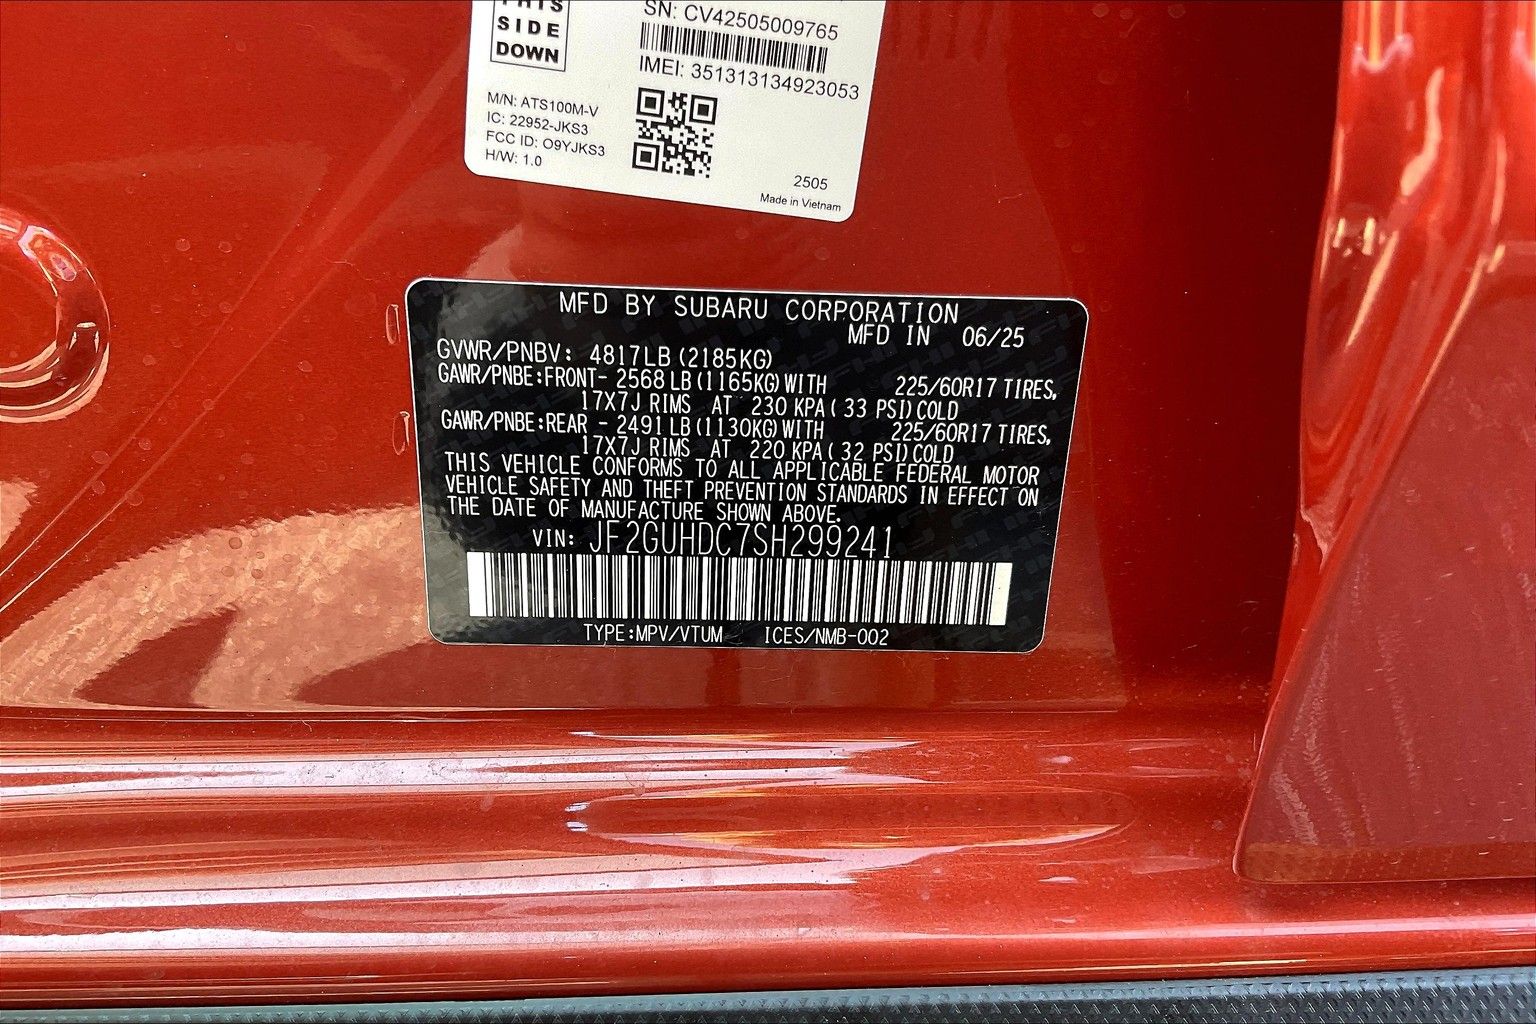 THIS
SIDE
DOWN
SN: CV42505009765
IMEI: 351313134923053
M/N: ATS100M-V
IC: 22952-JKS3
FCC ID: O9YJKS3
H/W: 1.0
2505
Made in Vietnam
MFD BY SUBARU CORPORATION
MFD IN 06/25
GVWR/PNBV: 4817LB(2185KG)
GAWR/PNBE:FRONT- 2568LB(1165KG)WITH 225/60R17 TIRES,
17X7J RIMS AT 230 KPA( 33 PSI)COLD
GAWR/PNBE:REAR - 2491LB(1130KG)WITH 225/60R17 TIRES,
17X7J RIMS AT 220 KPA( 32 PSI)COLD
THIS VEHICLE CONFORMS TO ALL APPLICABLE FEDERAL MOTOR
VEHICLE SAFETY AND THEFT PREVENTION STANDARDS IN EFFECT ON
THE DATE OF MANUFACTURE SHOWN ABOVE.
VIN: JF2GUHDC7SH299241
TYPE:MPV/VTUM ICES/NMB-002